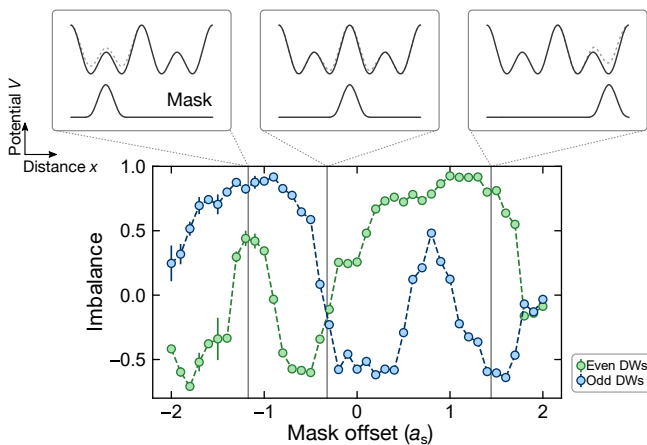 Mask
Potential V
Distance x
1.0
0.5
0.0
−0.5
Imbalance
−2
−1
0
1
2
Mask offset (aₛ)
Even DWs
Odd DWs